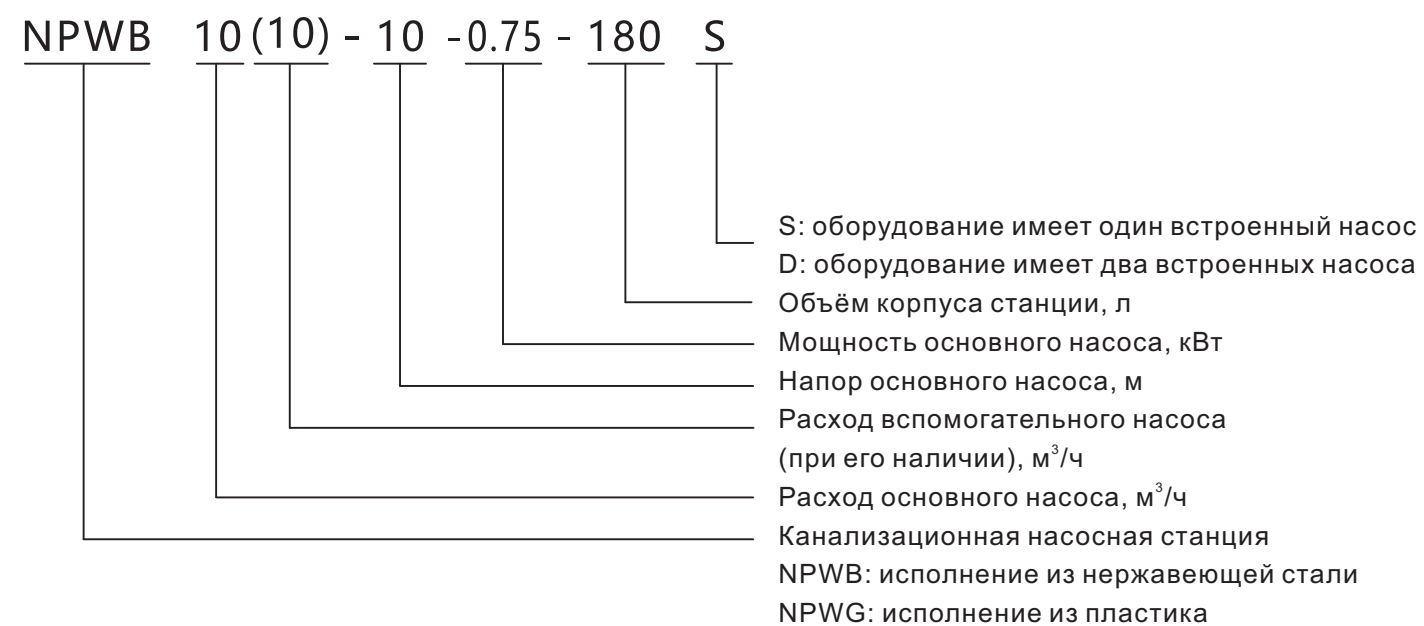 NPWB 10 (10) - 10 -0.75 - 180 S
S: оборудование имеет один встроенный насос
D: оборудование имеет два встроенных насоса
Объём корпуса станции, л
Мощность основного насоса, кВт
Напор основного насоса, м
Расход вспомогательного насоса
(при его наличии), м³/ч
Расход основного насоса, м³/ч
Канализационная насосная станция
NPWB: исполнение из нержавеющей стали
NPWG: исполнение из пластика